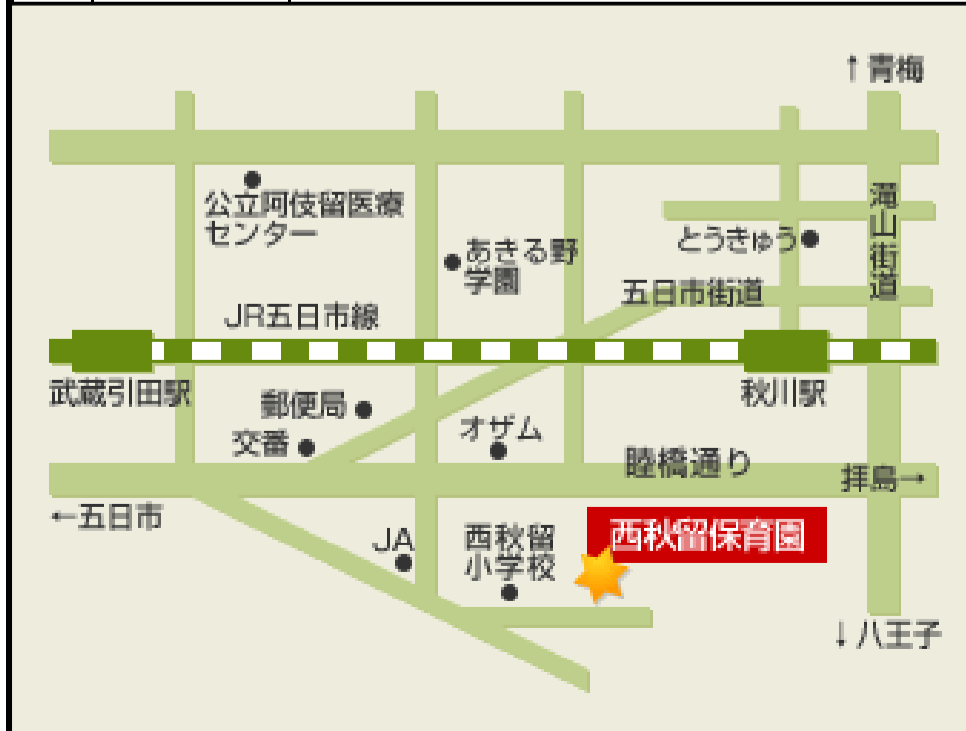 ↑青梅
公立阿伎留医療
センター
滝山街道
とうきゅう
あきる野
学園
五日市街道
JR五日市線
武蔵引田駅
秋川駅
郵便局
オザム
交番
睦橋通り
拝島→
←五日市
JA
西秋留
小学校
西秋留保育園
↓八王子